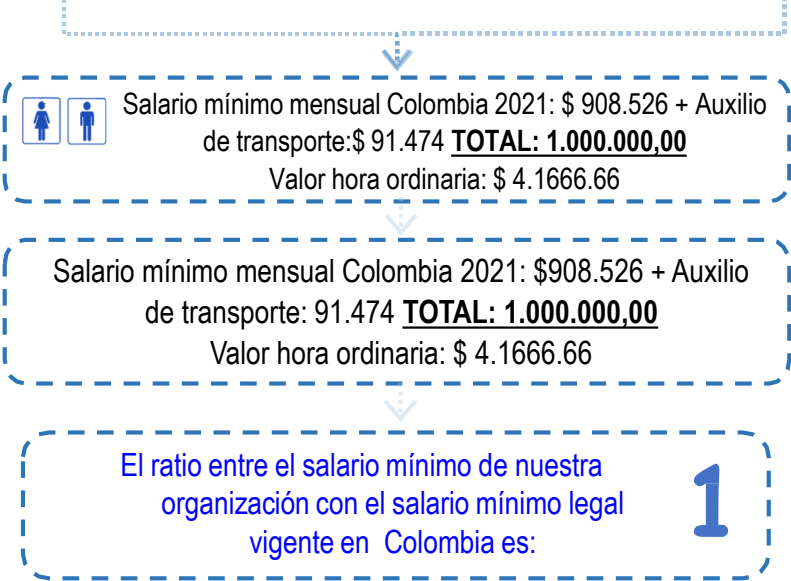 Salario mínimo mensual Colombia 2021: $ 908.526 + Auxilio
de transporte:$ 91.474 TOTAL: 1.000.000,00
Valor hora ordinaria: $ 4.1666.66
Salario mínimo mensual Colombia 2021: $908.526 + Auxilio
de transporte: 91.474 TOTAL: 1.000.000,00
Valor hora ordinaria: $ 4.1666.66
El ratio entre el salario mínimo de nuestra
organización con el salario mínimo legal
vigente en Colombia es:
1